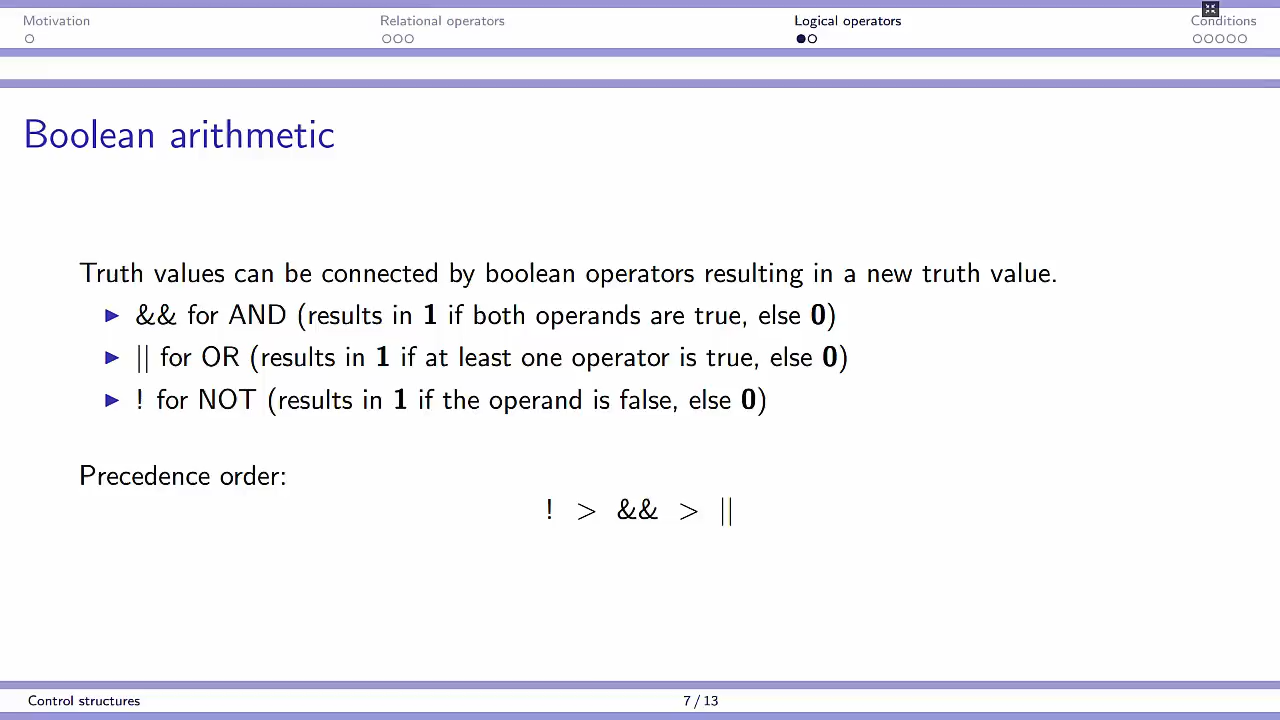 Motivation Relational operators Logical operators Conditions
Boolean arithmetic
Truth values can be connected by boolean operators resulting in a new truth value.
&& for AND (results in 1 if both operands are true, else 0)
|| for OR (results in 1 if at least one operator is true, else 0)
! for NOT (results in 1 if the operand is false, else 0)
Precedence order:
! > && > ||
Control structures 7 / 13